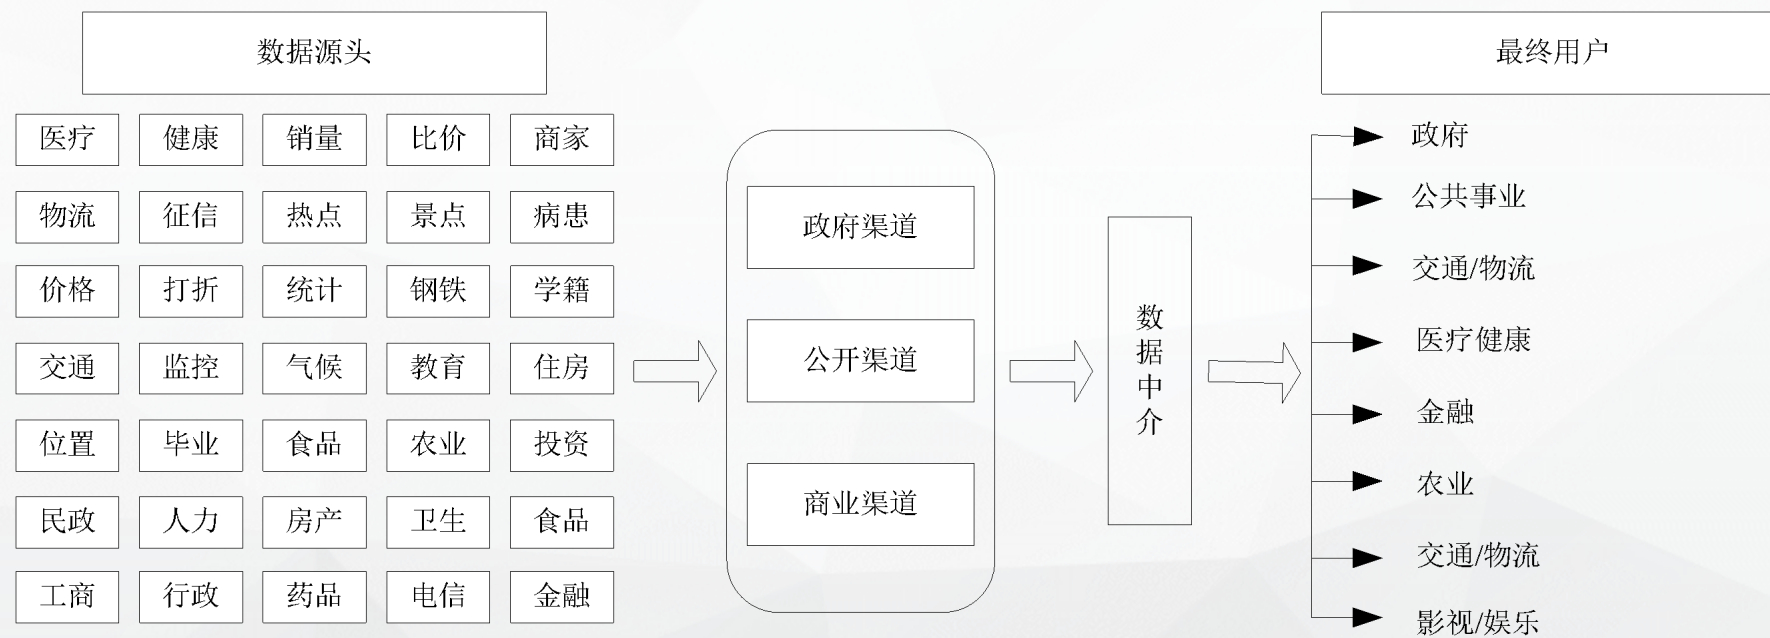 数据源头
医疗 健康 销量 比价 商家
物流 征信 热点 景点 病患
价格 打折 统计 钢铁 学籍
交通 监控 气候 教育 住房
位置 毕业 食品 农业 投资
民政 人力 房产 卫生 食品
工商 行政 药品 电信 金融
政府渠道
公开渠道
商业渠道
数据中介
最终用户
政府
公共事业
交通/物流
医疗健康
金融
农业
交通/物流
影视/娱乐